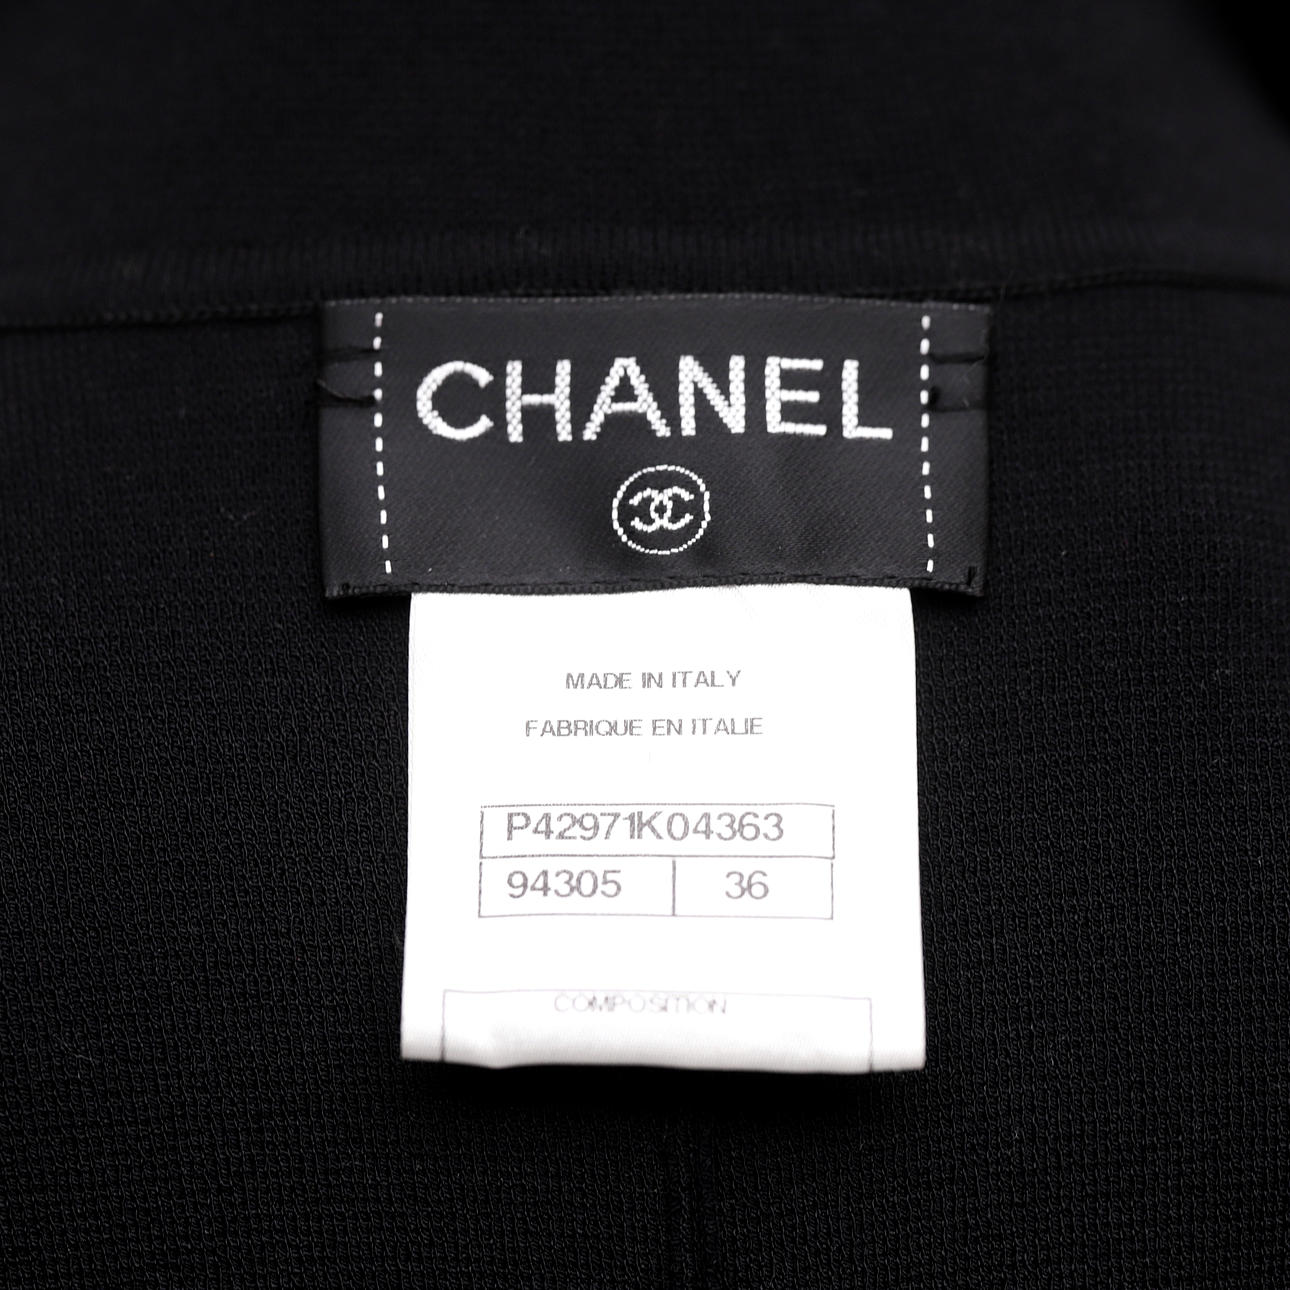 CHANEL
MADE IN ITALY
FABRIQUE EN ITALIE
P42971K04363
94305 36
COMPOSITION